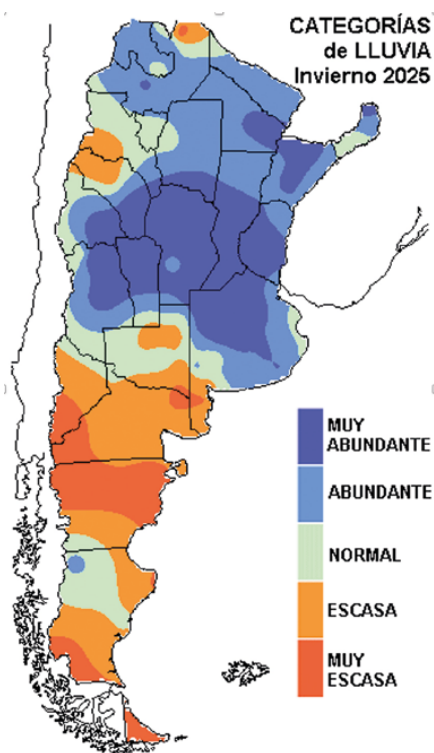 CATEGORÍAS
de LLUVIA
Invierno 2025
MUY
ABUNDANTE
ABUNDANTE
NORMAL
ESCASA
MUY
ESCASA